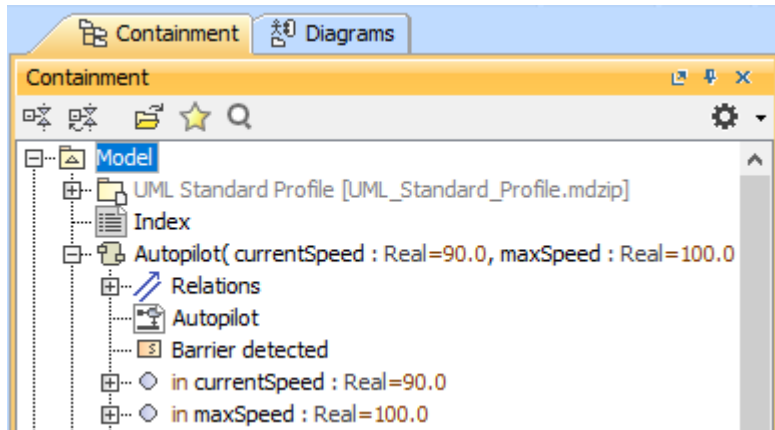 Containment Diagrams
Containment
Model
UML Standard Profile [UML_Standard_Profile.mdzip]
Index
Autopilot( currentSpeed : Real=90.0, maxSpeed : Real=100.0
Relations
Autopilot
Barrier detected
in currentSpeed : Real=90.0
in maxSpeed : Real=100.0